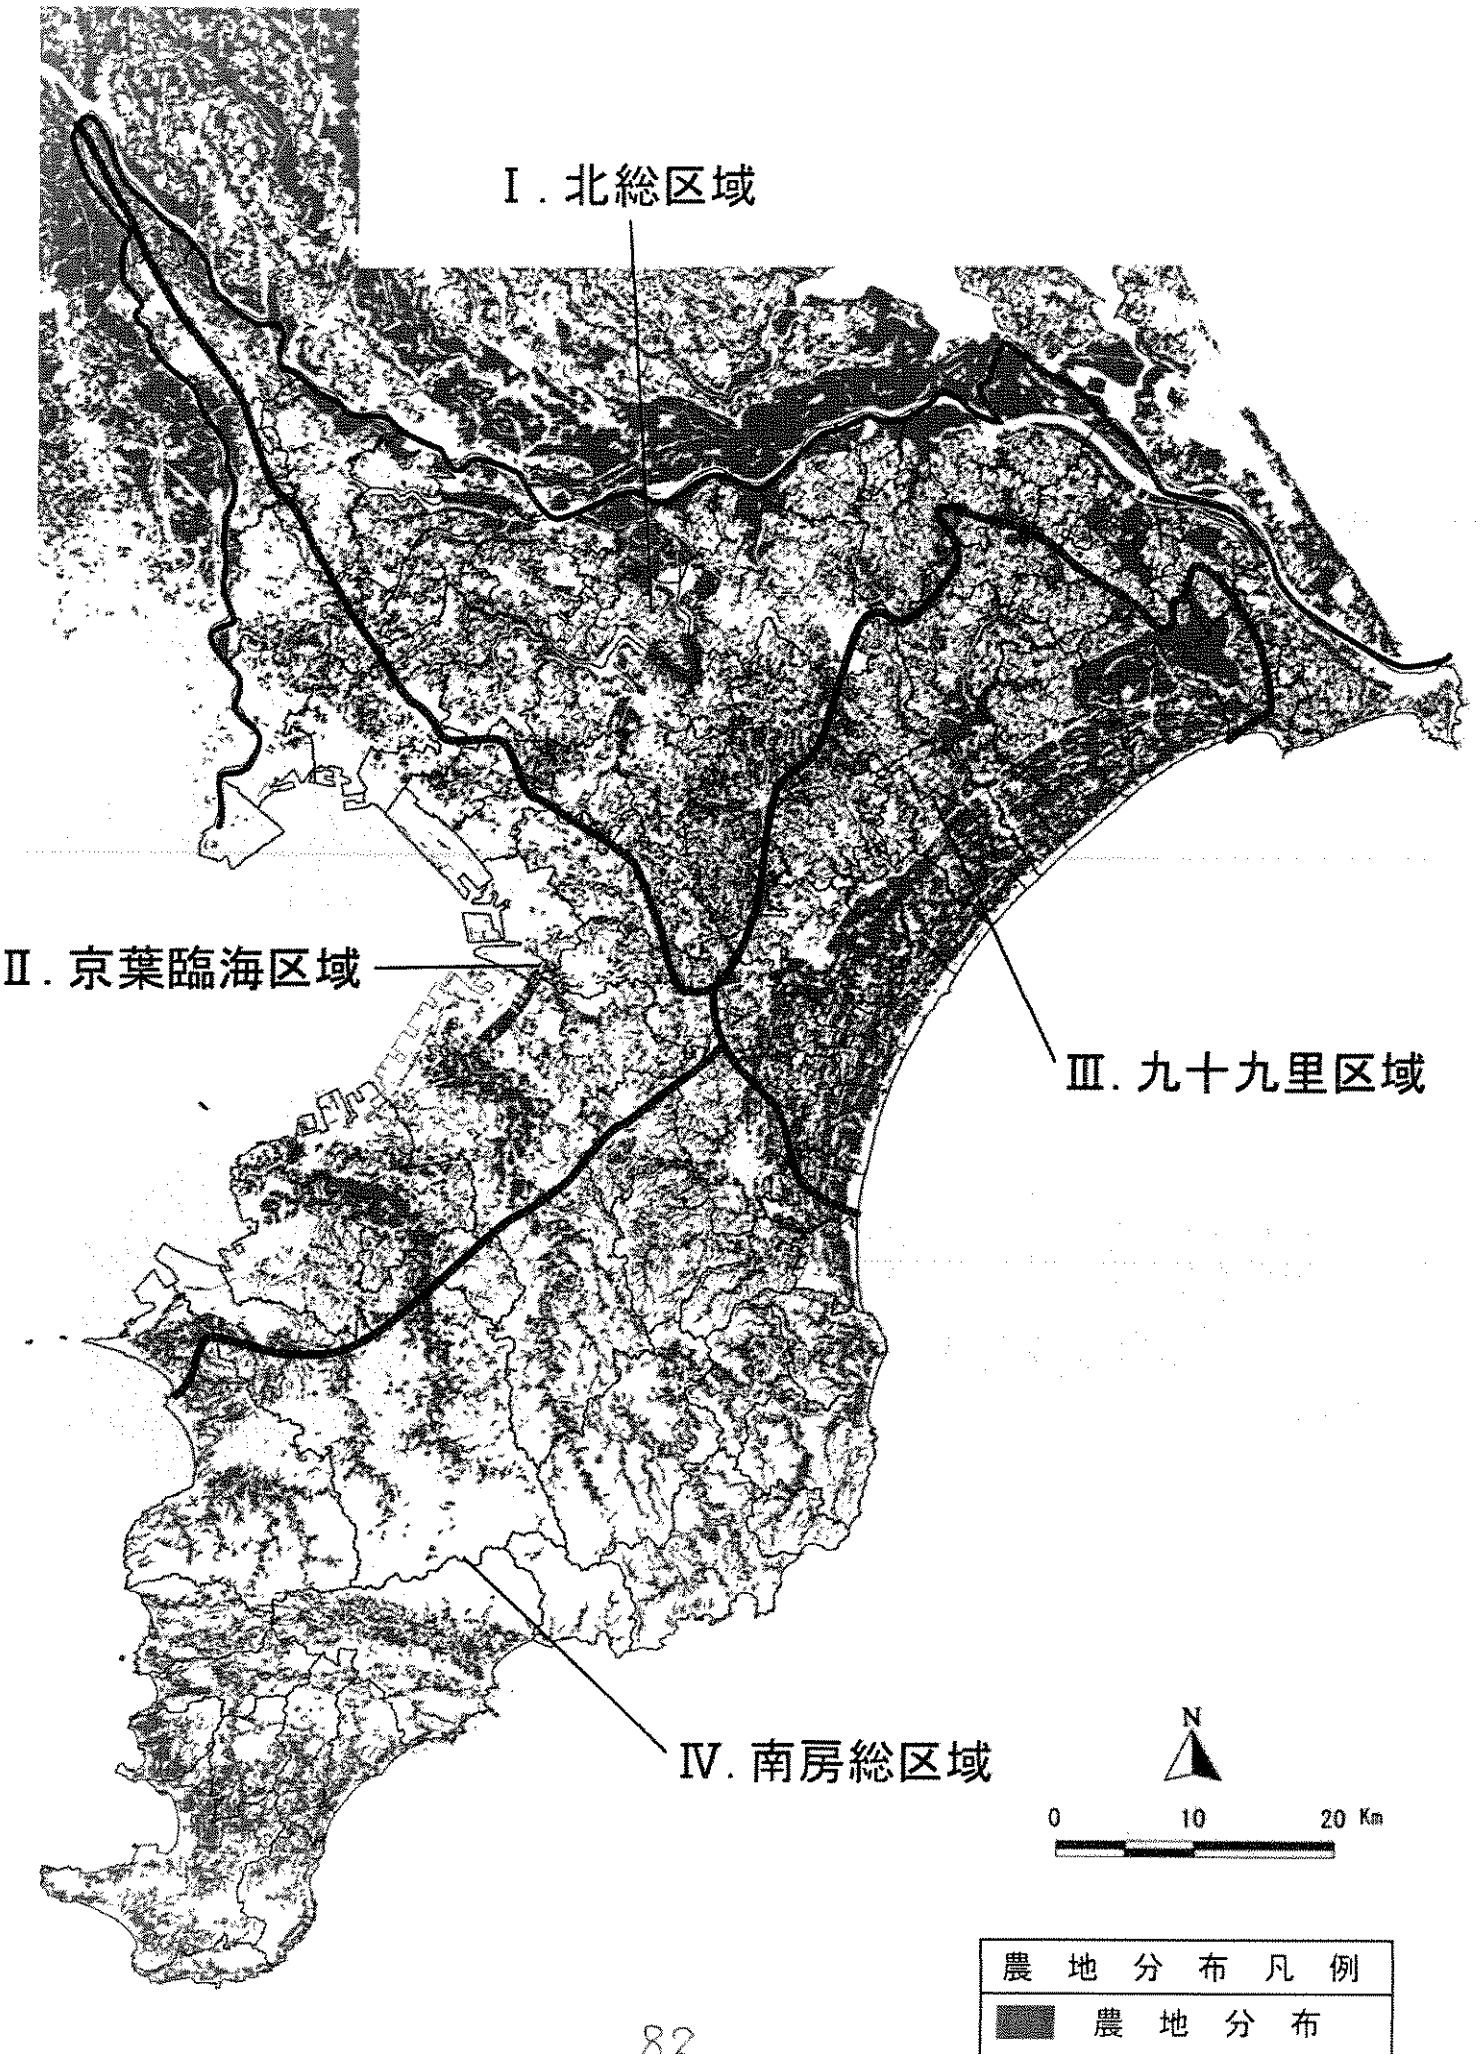 Ⅰ. 北総区域
Ⅱ. 京葉臨海区域
Ⅲ. 九十九里区域
Ⅳ. 南房総区域
N
0 10 20 Km
農地分布凡例
農地分布
82